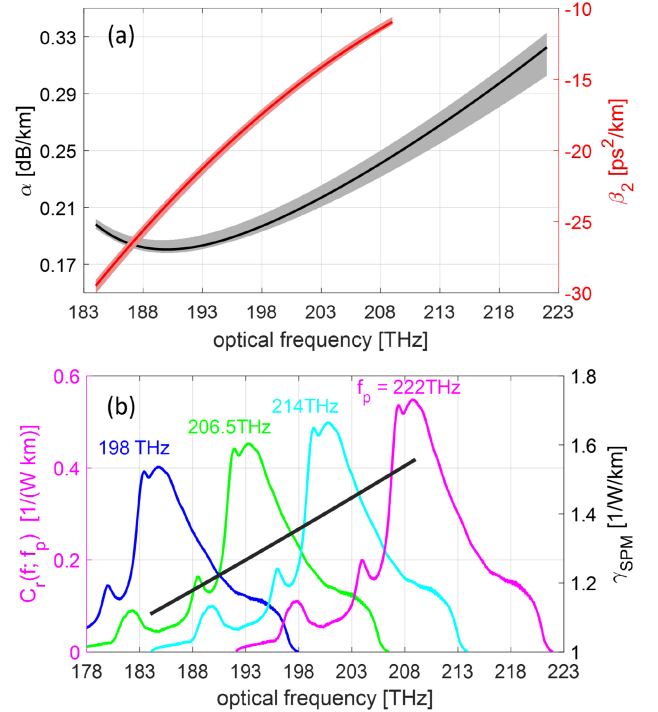 (a)
0.33
0.29
0.25
0.21
0.17
α [dB/km]
-10
-15
-20
-25
-30
β2 [ps2/km]
183 188 193 198 203 208 213 218 223
optical frequency [THz]
(b)
0.6
0.4
0.2
0
Cr(f; fp) [1/(W km)]
198 THz
206.5THz
214THz
fp = 222THz
1.8
1.6
1.4
1.2
1
γSPM [1/W/km]
178 183 188 193 198 203 208 213 218 223
optical frequency [THz]